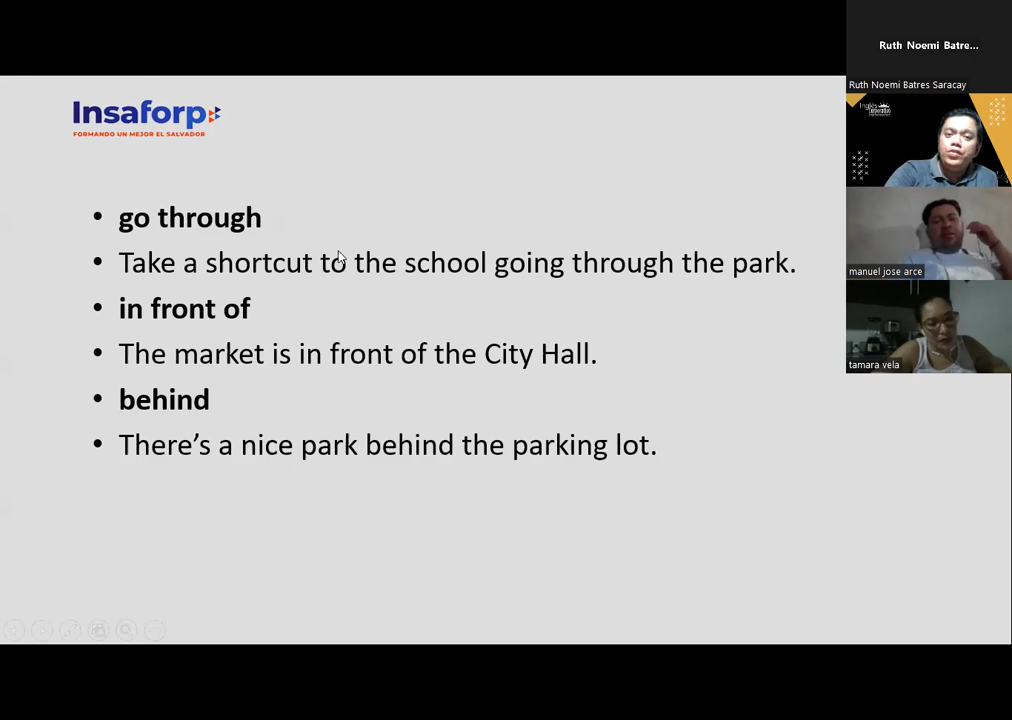 Insaforp
FORMANDO UN MEJOR EL SALVADOR
• go through
• Take a shortcut to the school going through the park.
• in front of
• The market is in front of the City Hall.
• behind
• There’s a nice park behind the parking lot.
Ruth Noemi Batre...
Ruth Noemi Batres Saracay
Inglés
Corporativo
manuel jose arce
tamara vela